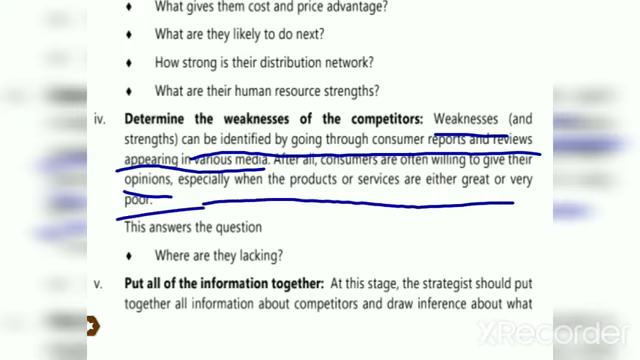 ♦ What gives them cost and price advantage?
♦ What are they likely to do next?
♦ How strong is their distribution network?
♦ What are their human resource strengths?
iv. Determine the weaknesses of the competitors: Weaknesses (and
strengths) can be identified by going through consumer reports and reviews
appearing in various media. After all, consumers are often willing to give their
opinions, especially when the products or services are either great or very
poor.
This answers the question
♦ Where are they lacking?
v. Put all of the information together: At this stage, the strategist should put
together all information about competitors and draw inference about what
XRecorder